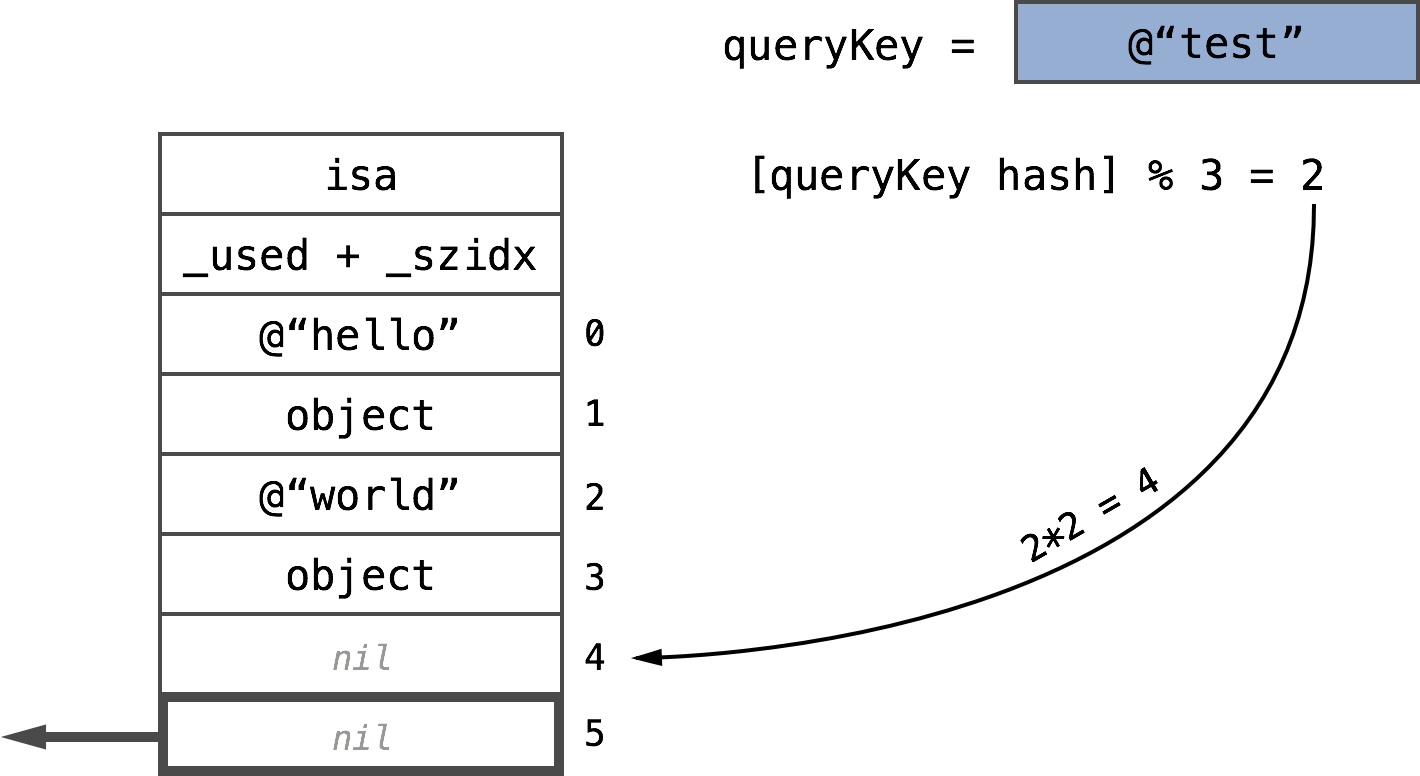 queryKey = @“test”
[queryKey hash] % 3 = 2
isa
_used + _szidx
@“hello” 0
object 1
@“world” 2
object 3
2*2 = 4
nil 4
nil 5